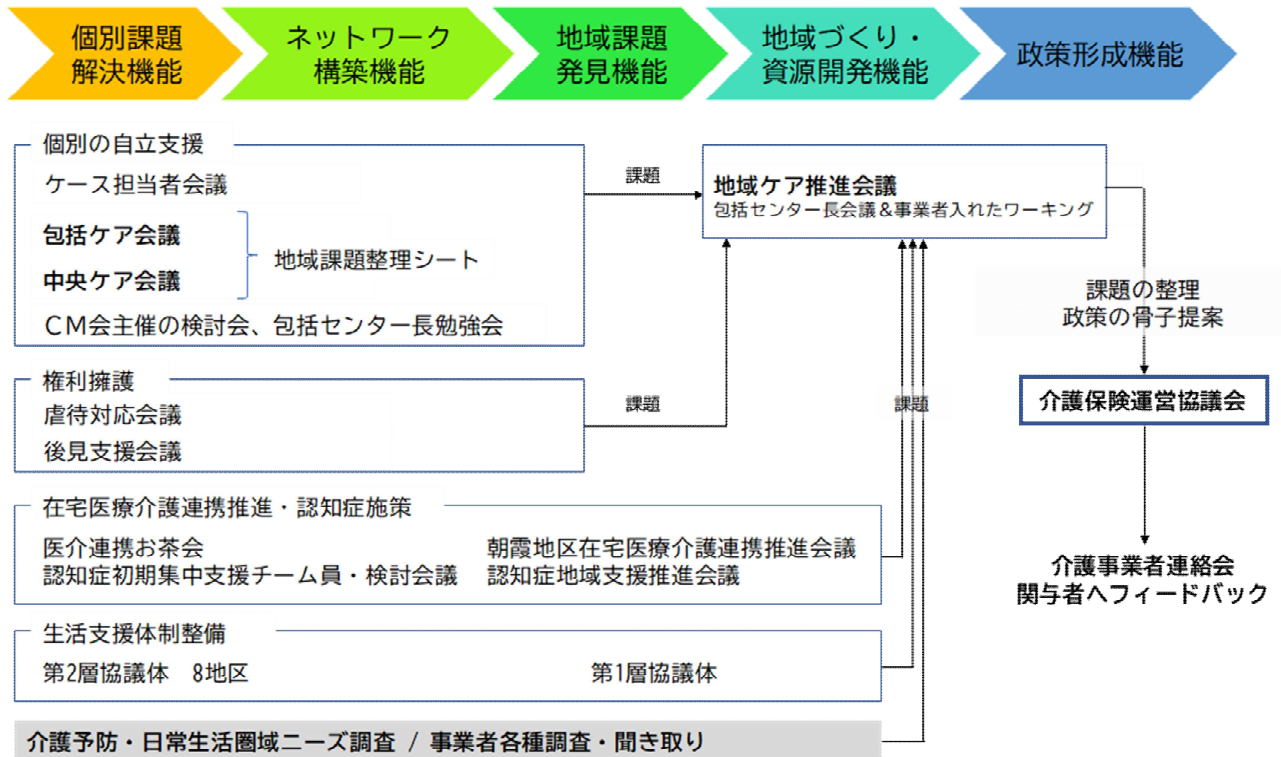 個別課題
解決機能
ネットワーク
構築機能
地域課題
発見機能
地域づくり・
資源開発機能
政策形成機能
個別の自立支援
ケース担当者会議
包括ケア会議
中央ケア会議
地域課題整理シート
ＣＭ会主催の検討会、包括センター長勉強会
課題
地域ケア推進会議
包括センター長会議＆事業者入れたワーキング
権利擁護
虐待対応会議
後見支援会議
課題
課題
課題の整理
政策の骨子提案
介護保険運営協議会
介護事業者連絡会
関与者へフィードバック
在宅医療介護連携推進・認知症施策
医介連携お茶会
朝霞地区在宅医療介護連携推進会議
認知症初期集中支援チーム員・検討会議
認知症地域支援推進会議
生活支援体制整備
第2層協議体　8地区
第1層協議体
介護予防・日常生活圏域ニーズ調査 / 事業者各種調査・聞き取り